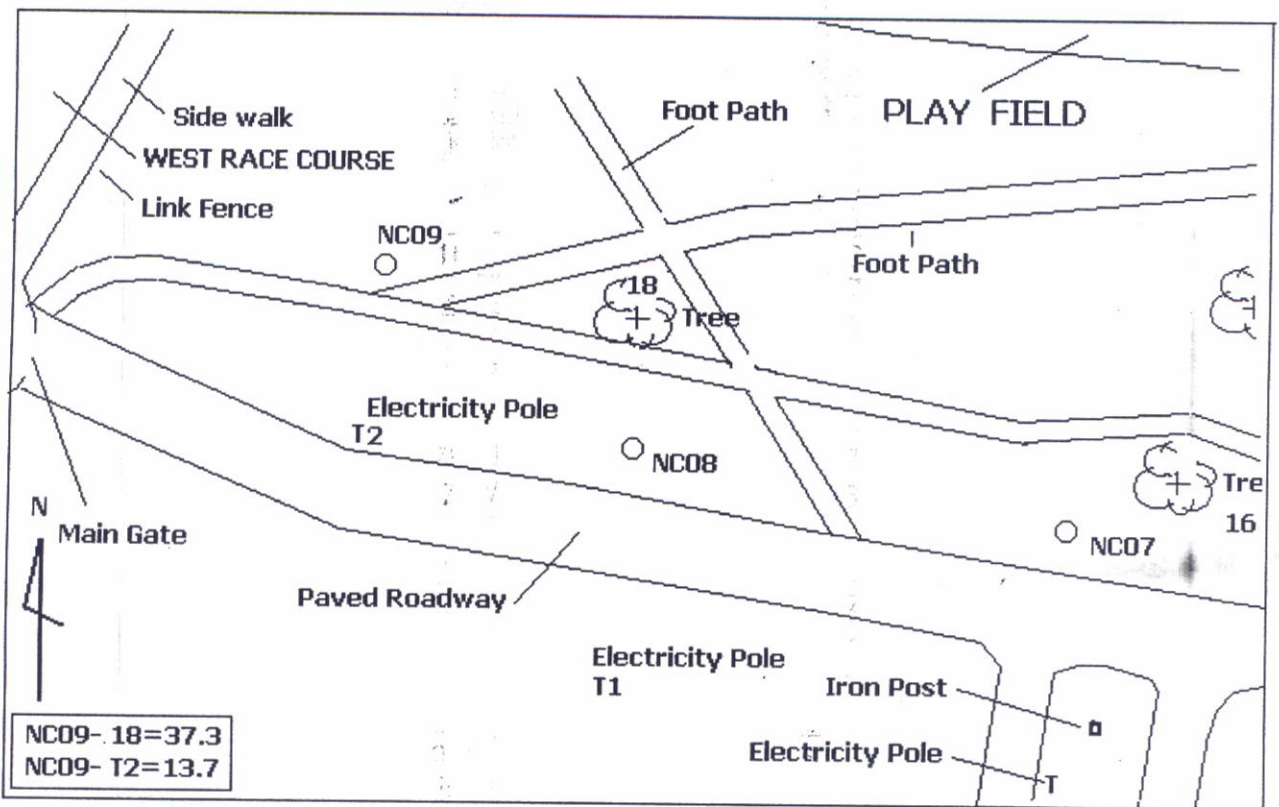 PLAY FIELD
Foot Path
Side walk
WEST RACE COURSE
Link Fence
NC09
Foot Path
18
Tree
Electricity Pole
T2
NC08
Tre
16
NC07
N
Main Gate
Paved Roadway
Electricity Pole
T1
Iron Post
Electricity Pole
T
NC09-.18=37.3
NC09- T2=13.7